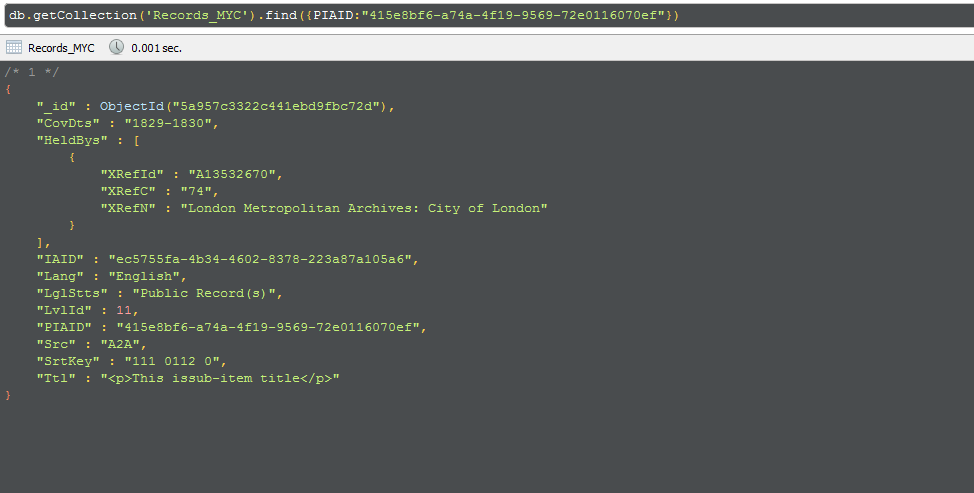 db.getCollection('Records_MYC').find({PIAID:"415e8bf6-a74a-4f19-9569-72e0116070ef"})
Records_MYC 0.001 sec.
/* 1 */
{
    "_id" : ObjectId("5a957c3322c441ebd9fbc72d"),
    "CovDts" : "1829-1830",
    "HeldBys" : [
        {
            "XRefId" : "A13532670",
            "XRefC" : "74",
            "XRefN" : "London Metropolitan Archives: City of London"
        }
    ],
    "IAID" : "ec5755fa-4b34-4602-8378-223a87a105a6",
    "Lang" : "English",
    "LglStts" : "Public Record(s)",
    "LvlId" : 11,
    "PIAID" : "415e8bf6-a74a-4f19-9569-72e0116070ef",
    "Src" : "A2A",
    "SrtKey" : "111 0112 0",
    "Ttl" : "<p>This issub-item title</p>"
}